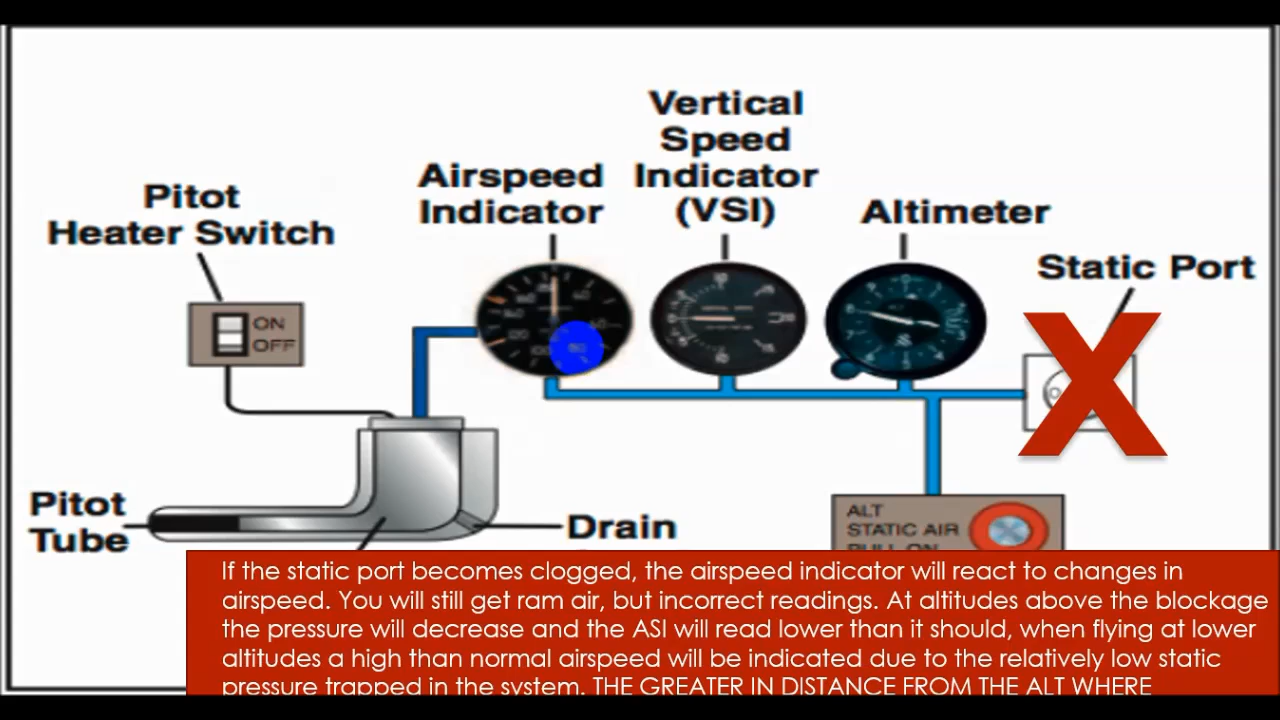 Vertical
Speed
Indicator
(VSI)
Airspeed
Indicator
Altimeter
Pitot
Heater Switch
Static Port
ON
OFF
X
Pitot
Tube
Drain
ALT
STATIC AIR
PULL ON
If the static port becomes clogged, the airspeed indicator will react to changes in
airspeed. You will still get ram air, but incorrect readings. At altitudes above the blockage
the pressure will decrease and the ASI will read lower than it should, when flying at lower
altitudes a high than normal airspeed will be indicated due to the relatively low static
pressure trapped in the system. THE GREATER IN DISTANCE FROM THE ALT WHERE